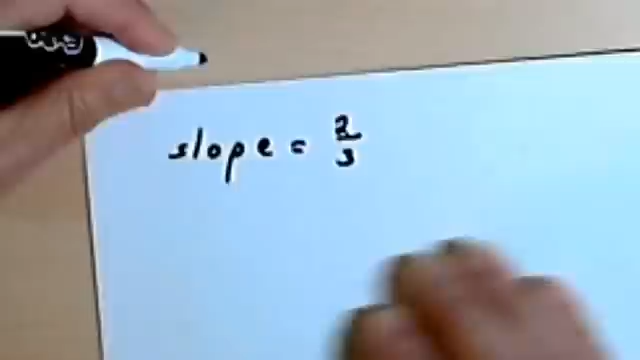 slope = 2/3